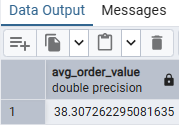 Data Output Messages
avg_order_value
double precision
1 38.307262295081635